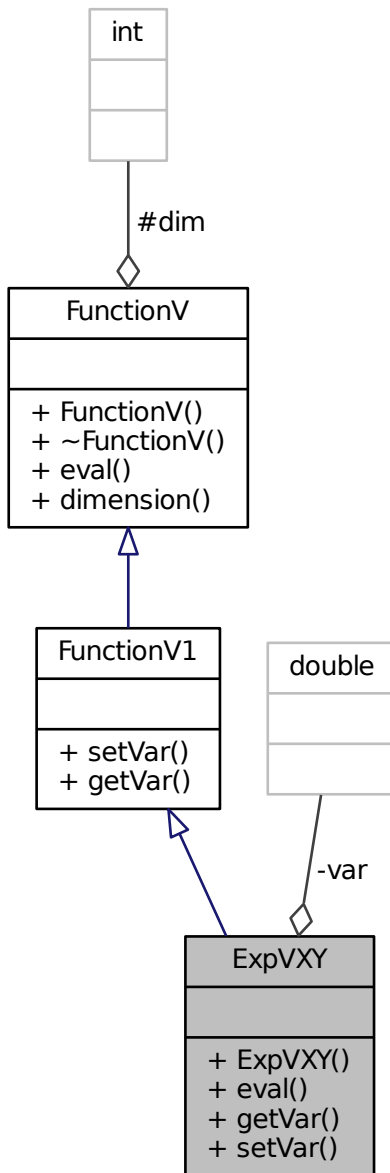 int
#dim
FunctionV
+ FunctionV()
+ ~FunctionV()
+ eval()
+ dimension()
FunctionV1
+ setVar()
+ getVar()
double
-var
ExpVXY
+ ExpVXY()
+ eval()
+ getVar()
+ setVar()